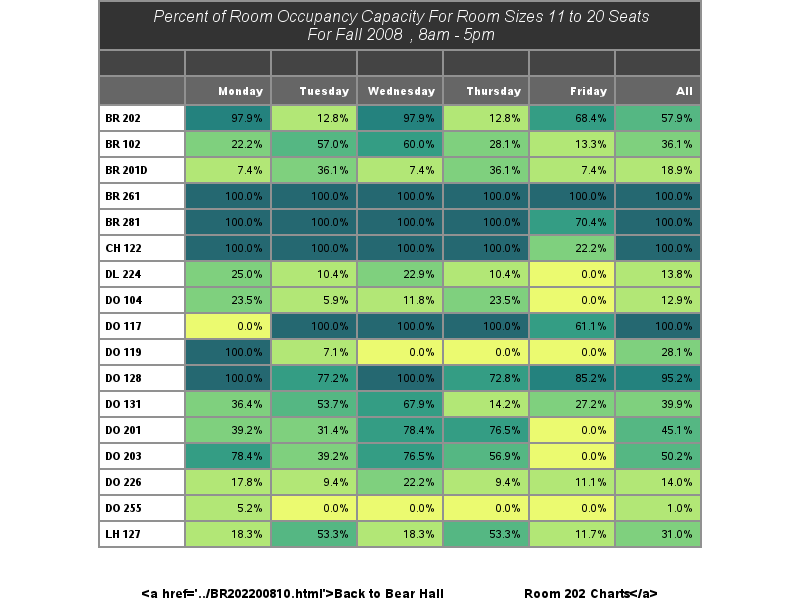 Percent of Room Occupancy Capacity For Room Sizes 11 to 20 Seats
For Fall 2008 , 8am - 5pm
Monday Tuesday Wednesday Thursday Friday All
BR 202 97.9% 12.8% 97.9% 12.8% 68.4% 57.9%
BR 102 22.2% 57.0% 60.0% 28.1% 13.3% 36.1%
BR 201D 7.4% 36.1% 7.4% 36.1% 7.4% 18.9%
BR 261 100.0% 100.0% 100.0% 100.0% 100.0% 100.0%
BR 281 100.0% 100.0% 100.0% 100.0% 70.4% 100.0%
CH 122 100.0% 100.0% 100.0% 100.0% 22.2% 100.0%
DL 224 25.0% 10.4% 22.9% 10.4% 0.0% 13.8%
DO 104 23.5% 5.9% 11.8% 23.5% 0.0% 12.9%
DO 117 0.0% 100.0% 100.0% 100.0% 61.1% 100.0%
DO 119 100.0% 7.1% 0.0% 0.0% 0.0% 28.1%
DO 128 100.0% 77.2% 100.0% 72.8% 85.2% 95.2%
DO 131 36.4% 53.7% 67.9% 14.2% 27.2% 39.9%
DO 201 39.2% 31.4% 78.4% 76.5% 0.0% 45.1%
DO 203 78.4% 39.2% 76.5% 56.9% 0.0% 50.2%
DO 226 17.8% 9.4% 22.2% 9.4% 11.1% 14.0%
DO 255 5.2% 0.0% 0.0% 0.0% 0.0% 1.0%
LH 127 18.3% 53.3% 18.3% 53.3% 11.7% 31.0%
<a href='../BR202200810.html'>Back to Bear Hall Room 202 Charts</a>